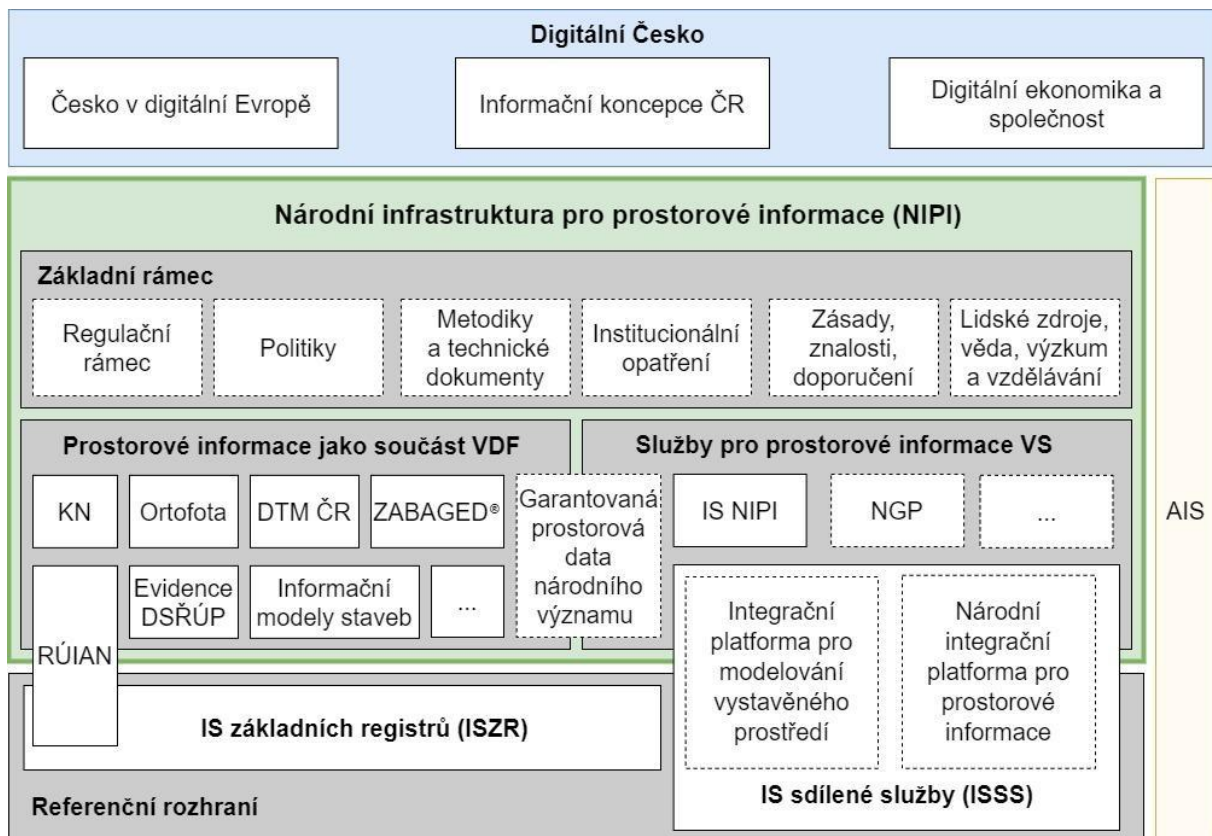 Digitální Česko
Česko v digitální Evropě
Informační koncepce ČR
Digitální ekonomika a
společnost
Národní infrastruktura pro prostorové informace (NIPI)
Základní rámec
Regulační
rámec
Politiky
Metodiky
a technické
dokumenty
Institucionální
opatření
Zásady,
znalosti,
doporučení
Lidské zdroje,
věda, výzkum
a vzdělávání
Prostorové informace jako součást VDF
KN
Ortofota
DTM ČR
ZABAGED®
Garantovaná
prostorová
data
národního
významu
RÚIAN
Evidence
DSŘÚP
Informační
modely staveb
...
Služby pro prostorové informace VS
IS NIPI
NGP
...
Integrační
platforma pro
modelování
vystavěného
prostředí
Národní
integrační
platforma pro
prostorové
informace
AIS
IS základních registrů (ISZR)
IS sdílené služby (ISSS)
Referenční rozhraní